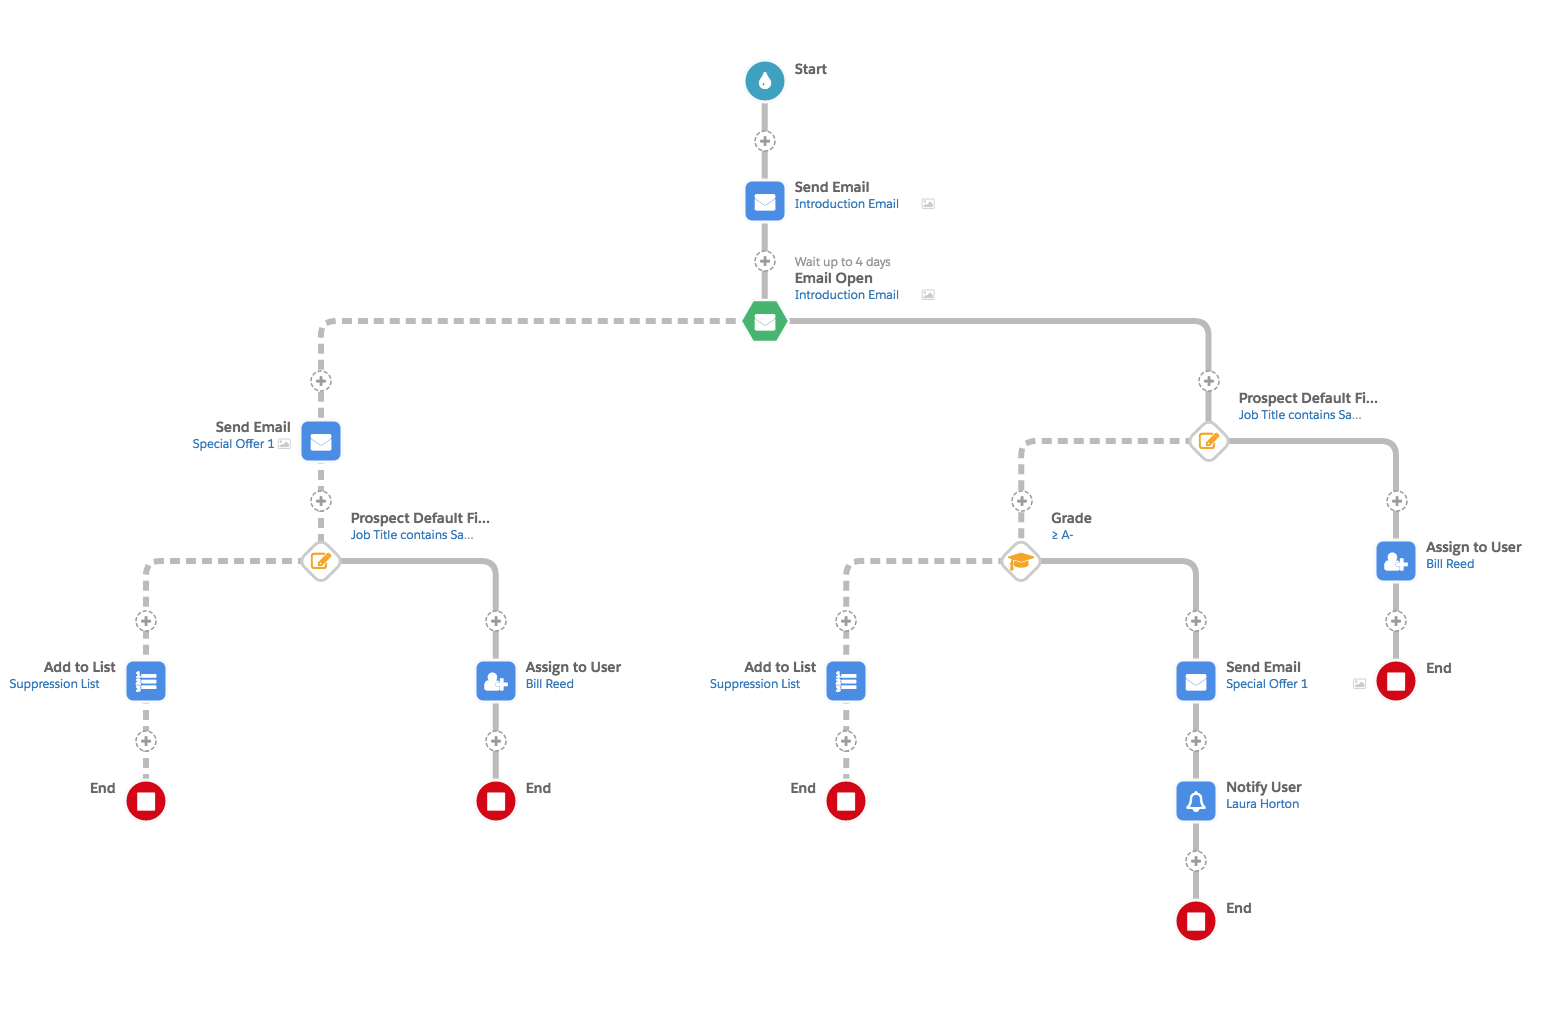 Start
Send Email
Introduction Email
Wait up to 4 days
Email Open
Introduction Email
Prospect Default Fi...
Job Title contains Sa...
Send Email
Special Offer 1
Prospect Default Fi...
Job Title contains Sa...
Grade
≥ A-
Assign to User
Bill Reed
Add to List
Suppression List
Assign to User
Bill Reed
Add to List
Suppression List
Send Email
Special Offer 1
End
End
End
End
Notify User
Laura Horton
End